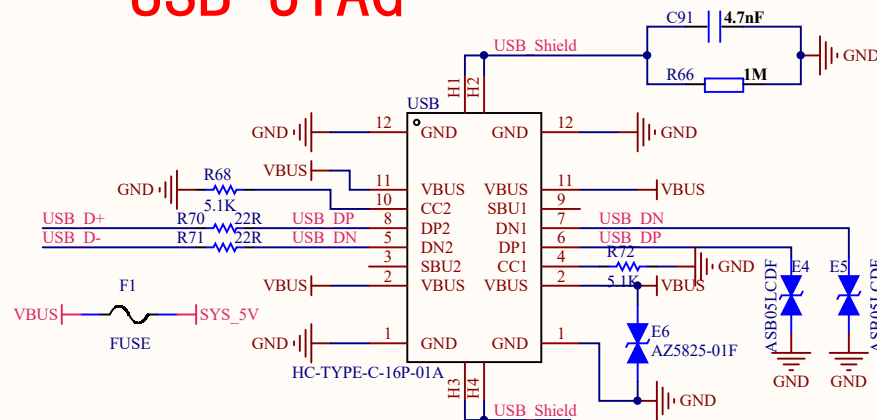 USB JTAG
C91 4.7nF
USB_Shield
GND
R66 1M
H1 H2
USB
GND 12 GND GND 12 GND
VBUS
R68
GND 11 VBUS VBUS 11 VBUS
5.1K 10 CC2 SBU1 9
USB_D+ R70 22R USB_DP 8 DP2 DN1 7 USB_DN
USB_D- R71 22R USB_DN 5 DN2 DP1 6 USB_DP
3 SBU2 CC1 4 R72 GND E4 E5
VBUS 2 VBUS VBUS 2 5.1K VBUS
ASB05LCDF ASB05LCDF
F1
VBUS SYS_5V
FUSE
E6
GND 1 GND GND 1 AZ5825-01F
HC-TYPE-C-16P-01A
GND GND
H3 H4
GND
USB_Shield